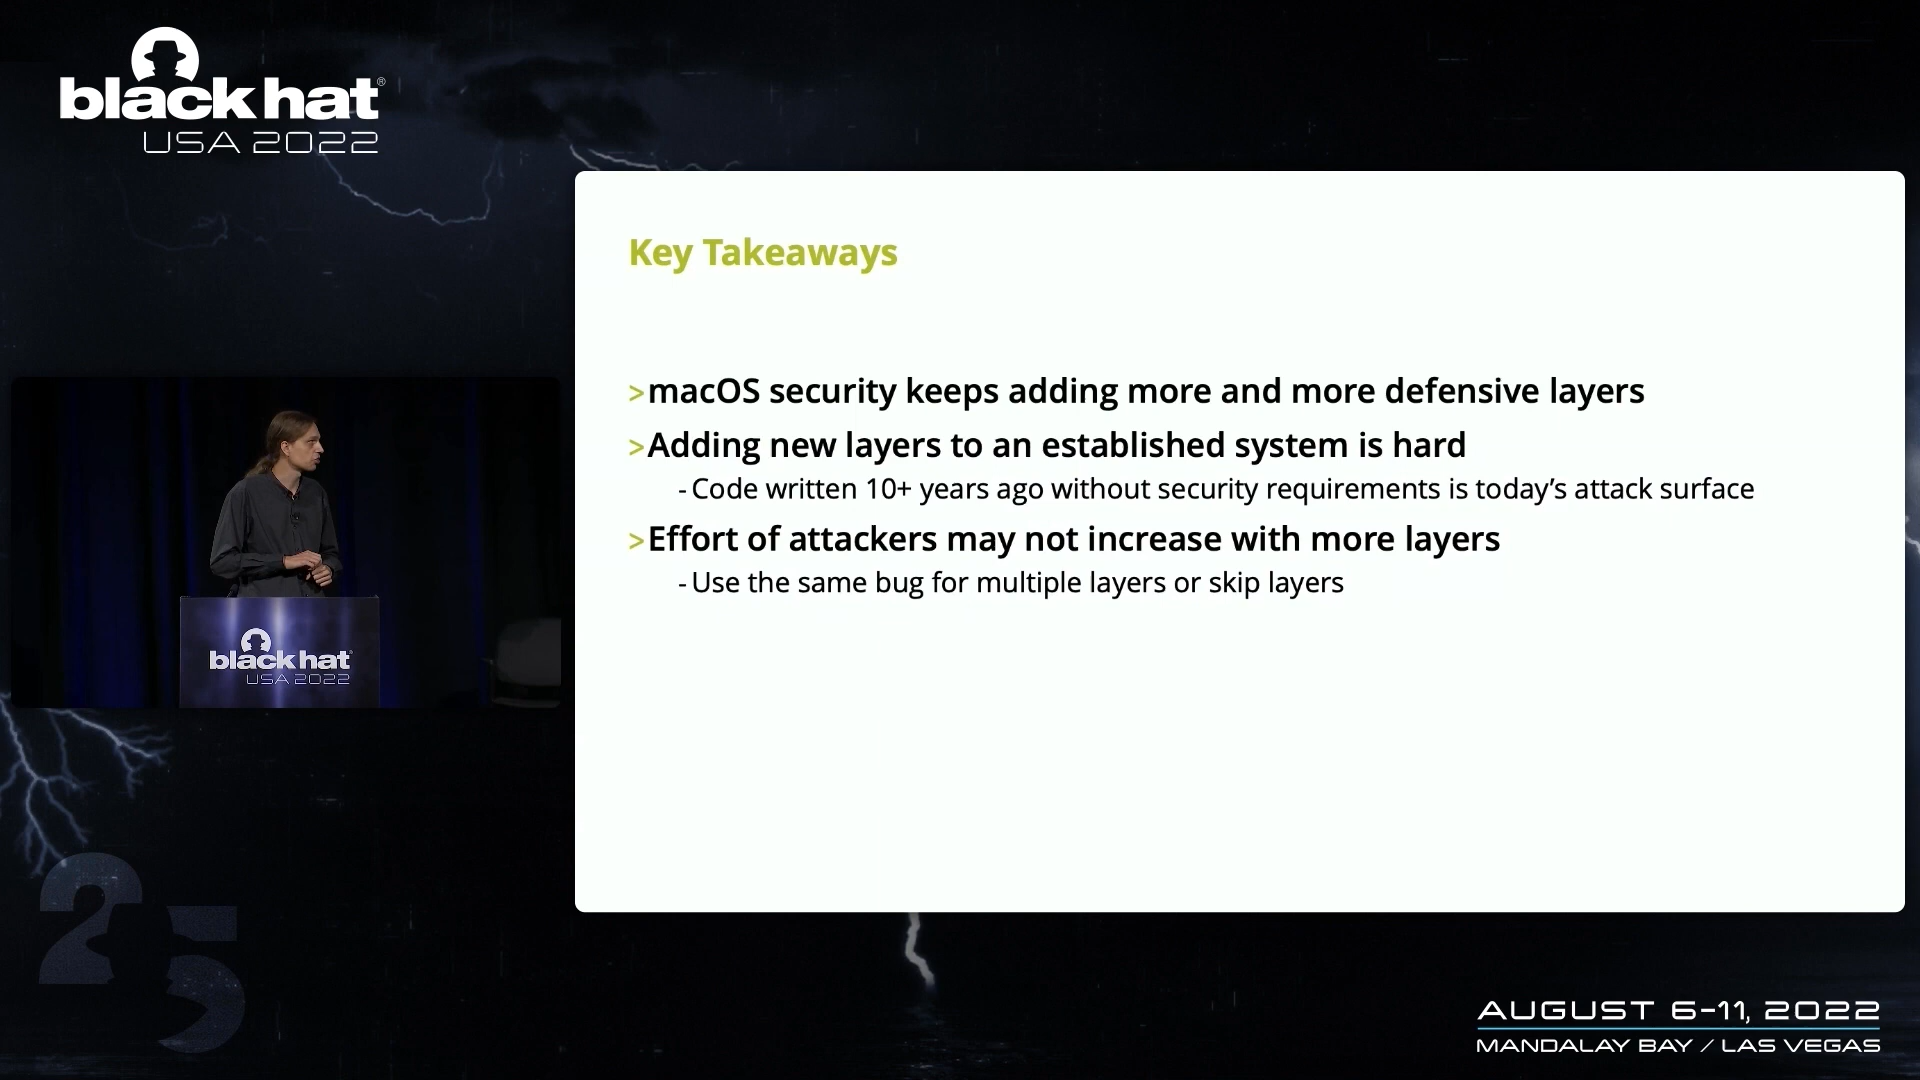 black hat®
USA 2022
Key Takeaways
>macOS security keeps adding more and more defensive layers
>Adding new layers to an established system is hard
-Code written 10+ years ago without security requirements is today’s attack surface
>Effort of attackers may not increase with more layers
-Use the same bug for multiple layers or skip layers
black hat®
USA 2022
25
AUGUST 6-11, 2022
MANDALAY BAY / LAS VEGAS